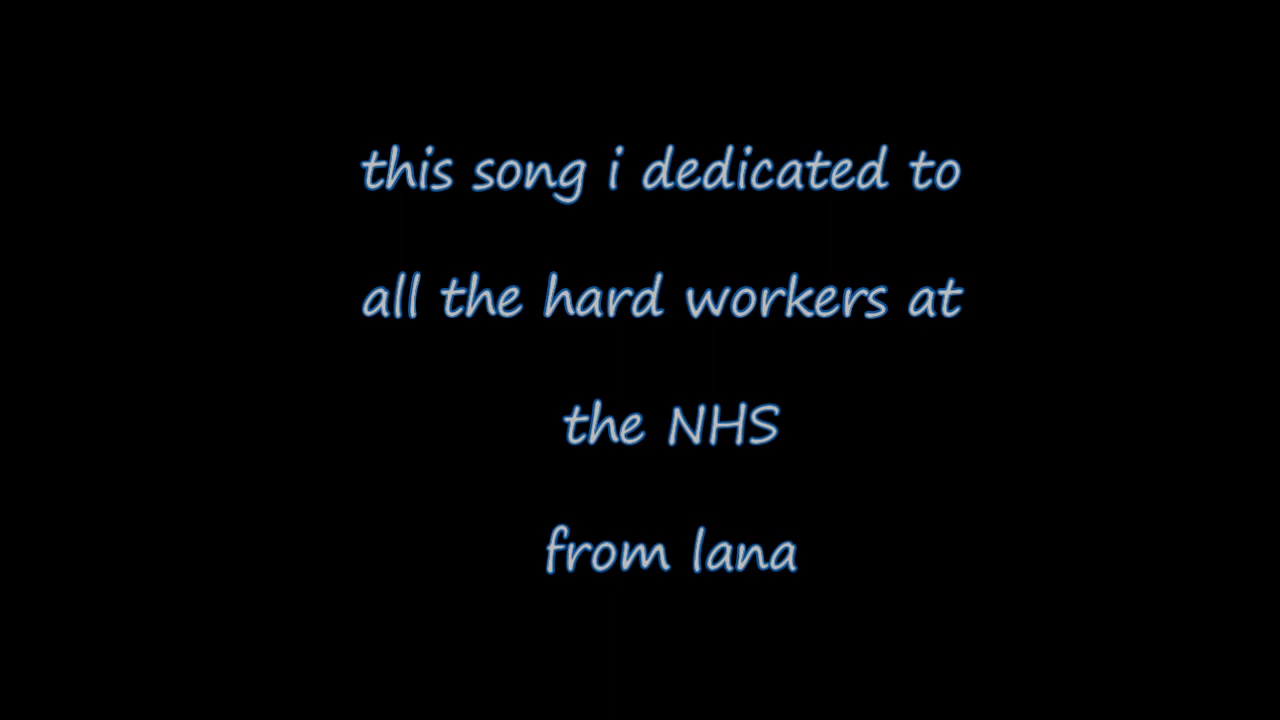 this song i dedicated to
all the hard workers at
the NHS
from lana